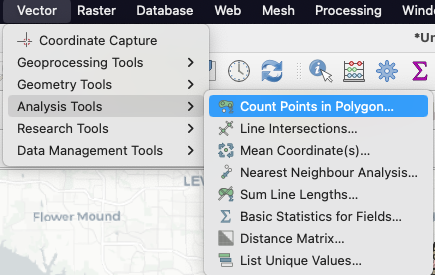 Vector Raster Database Web Mesh Processing
*Un
Coordinate Capture
Geoprocessing Tools
Geometry Tools
Analysis Tools
Research Tools
Data Management Tools
Count Points in Polygon...
Line Intersections...
Mean Coordinate(s)...
Nearest Neighbour Analysis...
Sum Line Lengths...
Basic Statistics for Fields...
Distance Matrix...
List Unique Values...
LE
Flower Mound